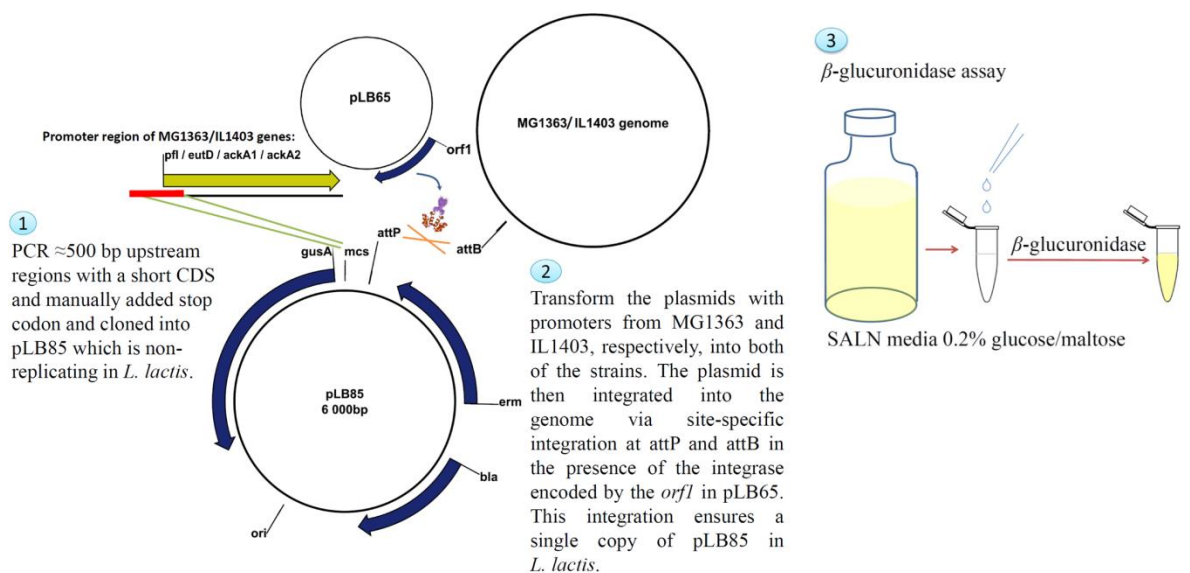 pLB65
MG1363/ IL1403 genome
Promoter region of MG1363/IL1403 genes:
pfl / eutD / ackA1 / ackA2
orf1
attP
attB
gusA
mcs
1
PCR ≈500 bp upstream
regions with a short CDS
and manually added stop
codon and cloned into
pLB85 which is non-
replicating in L. lactis.
pLB85
6 000bp
erm
bla
ori
2
Transform the plasmids with
promoters from MG1363 and
IL1403, respectively, into both
of the strains. The plasmid is
then integrated into the
genome via site-specific
integration at attP and attB in
the presence of the integrase
encoded by the orf1 in pLB65.
This integration ensures a
single copy of pLB85 in
L. lactis.
3
β-glucuronidase assay
β-glucuronidase
SALN media 0.2% glucose/maltose